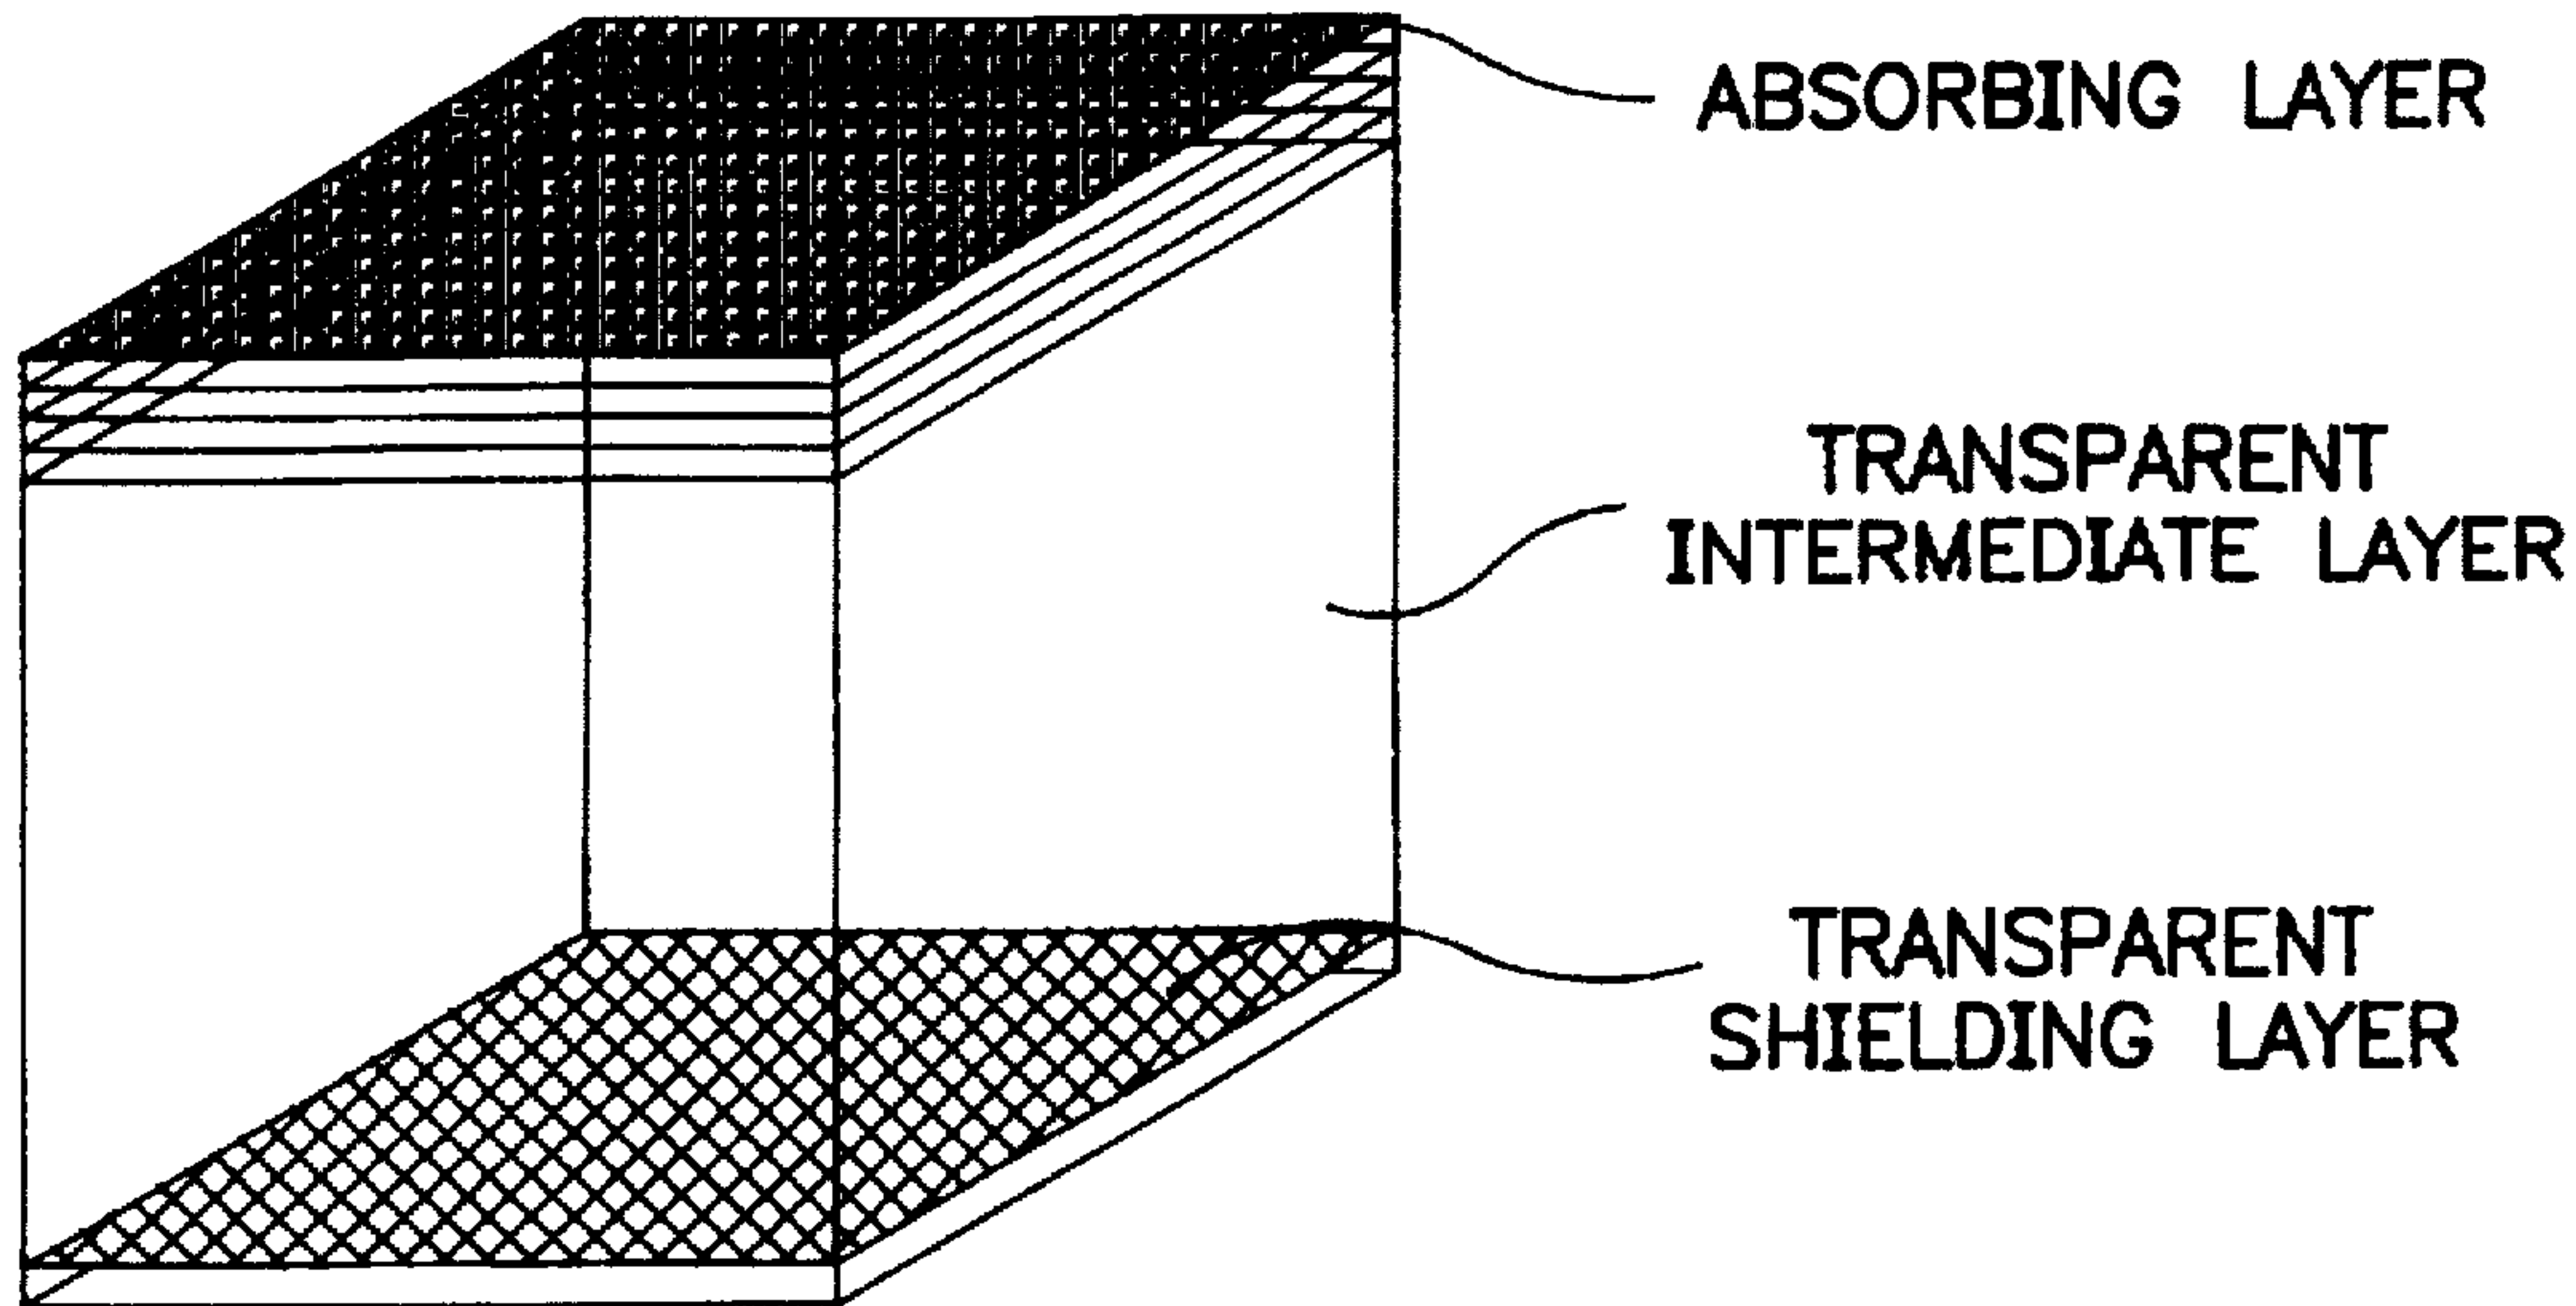 ABSORBING LAYER
TRANSPARENT
INTERMEDIATE LAYER
TRANSPARENT
SHIELDING LAYER